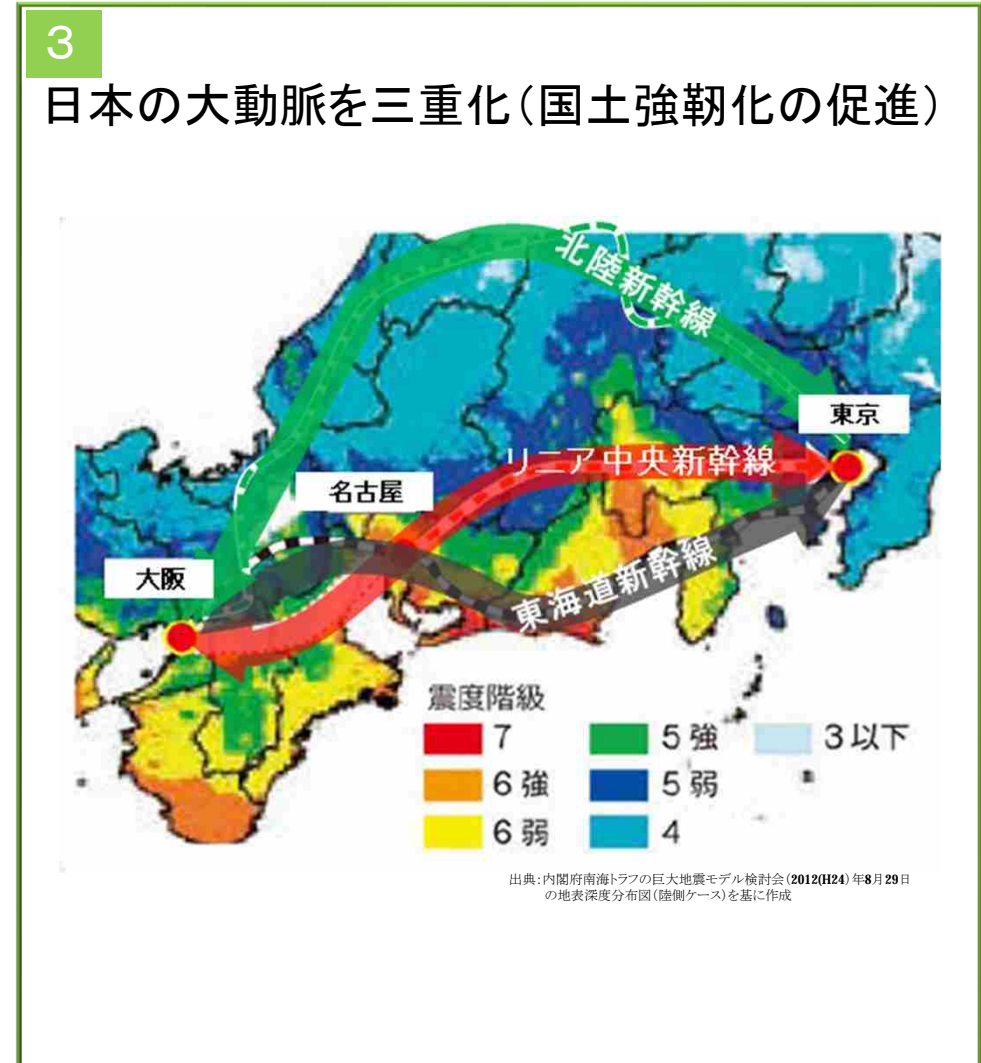 3
日本の大動脈を三重化（国土強靭化の促進）
北陸新幹線
東京
リニア中央新幹線
名古屋
大阪
東海道新幹線
震度階級
7
5強
3以下
6強
5弱
6弱
4
出典：内閣府南海トラフの巨大地震モデル検討会（2012(H24）年8月29日
の地表深度分布図（陸側ケース）を基に作成